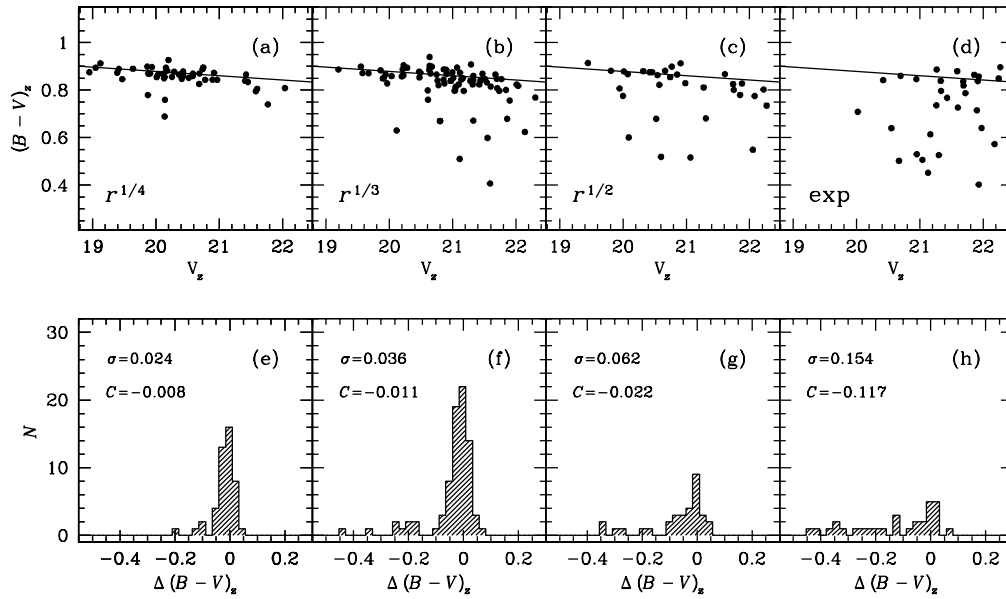 1
0.8
0.6
0.4
(B − V)z
(a)
(b)
(c)
(d)
r^1/4
r^1/3
r^1/2
exp
19 20 21 22
19 20 21 22
19 20 21 22
19 20 21 22
Vz
Vz
Vz
Vz
30
20
10
0
N
(e)
σ=0.024
C=−0.008
(f)
σ=0.036
C=−0.011
(g)
σ=0.062
C=−0.022
(h)
σ=0.154
C=−0.117
−0.4 −0.2 0 0.2
−0.4 −0.2 0 0.2
−0.4 −0.2 0 0.2
−0.4 −0.2 0 0.2
Δ (B − V)z
Δ (B − V)z
Δ (B − V)z
Δ (B − V)z